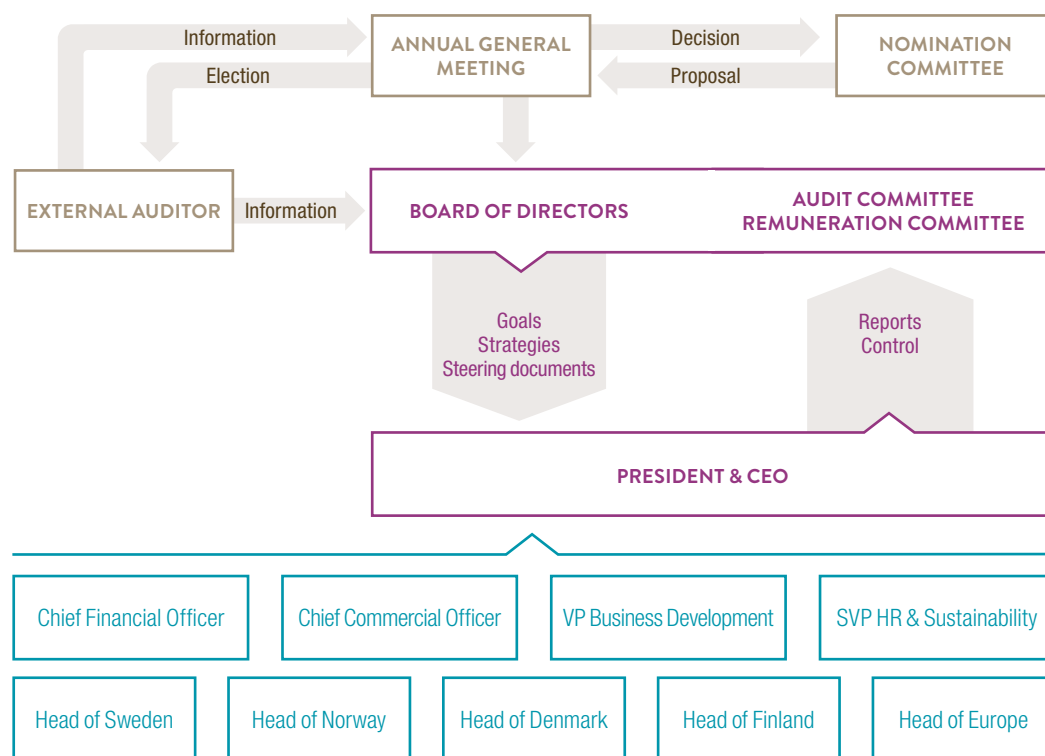 Information
ANNUAL GENERAL
MEETING
Decision
NOMINATION
COMMITTEE
Election
Proposal
EXTERNAL AUDITOR
Information
BOARD OF DIRECTORS
AUDIT COMMITTEE
REMUNERATION COMMITTEE
Goals
Strategies
Steering documents
Reports
Control
PRESIDENT & CEO
Chief Financial Officer
Chief Commercial Officer
VP Business Development
SVP HR & Sustainability
Head of Sweden
Head of Norway
Head of Denmark
Head of Finland
Head of Europe